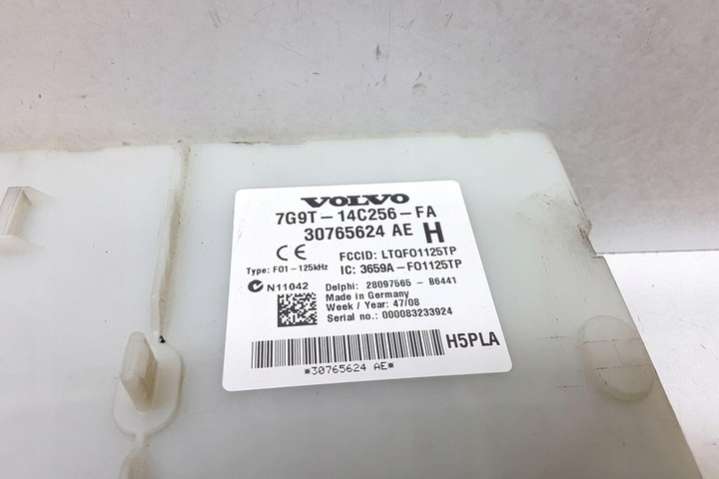 VOLVO
7G9T-14C256-FA
30765624 AE H
CE FCCID: LTQFO1125TP
Type: FO1-125kHz IC: 3659A-FO1125TP
N11042 Delphi: 28097565 - B6441
Made in Germany
Week / Year: 47/08
Serial no.: 000083233924
H5PLA
*30765624 AE*